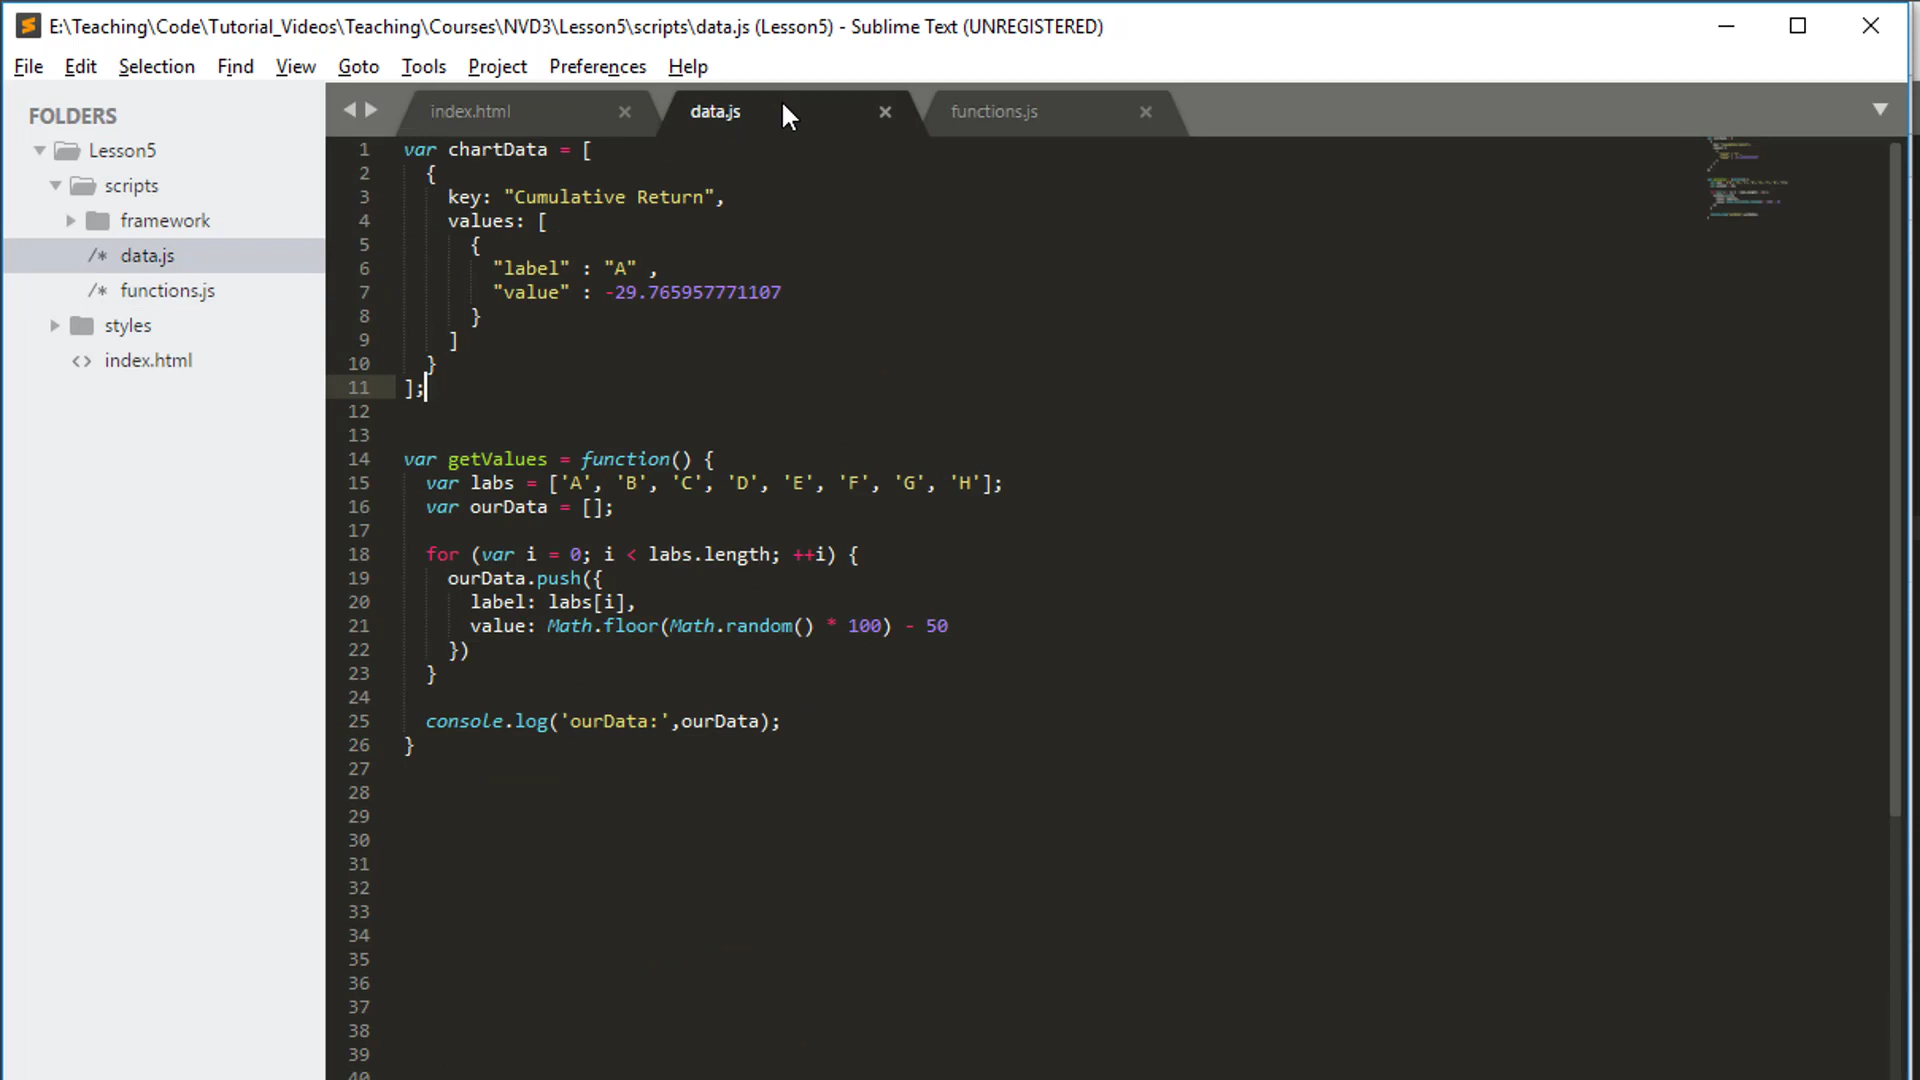 E:\Teaching\Code\Tutorial_Videos\Teaching\Courses\NVD3\Lesson5\scripts\data.js (Lesson5) - Sublime Text (UNREGISTERED)
File Edit Selection Find View Goto Tools Project Preferences Help
FOLDERS
Lesson5
scripts
framework
/* data.js
/* functions.js
styles
<> index.html
index.html × data.js × functions.js ×
1 var chartData = [
2 {
3 key: "Cumulative Return",
4 values: [
5 {
6 "label" : "A" ,
7 "value" : -29.765957771107
8 }
9 ]
10 }
11 ];
12
13
14 var getValues = function() {
15 var labs = ['A', 'B', 'C', 'D', 'E', 'F', 'G', 'H'];
16 var ourData = [];
17
18 for (var i = 0; i < labs.length; ++i) {
19 ourData.push({
20 label: labs[i],
21 value: Math.floor(Math.random() * 100) - 50
22 })
23 }
24
25 console.log('ourData:',ourData);
26 }
27
28
29
30
31
32
33
34
35
36
37
38
39
40